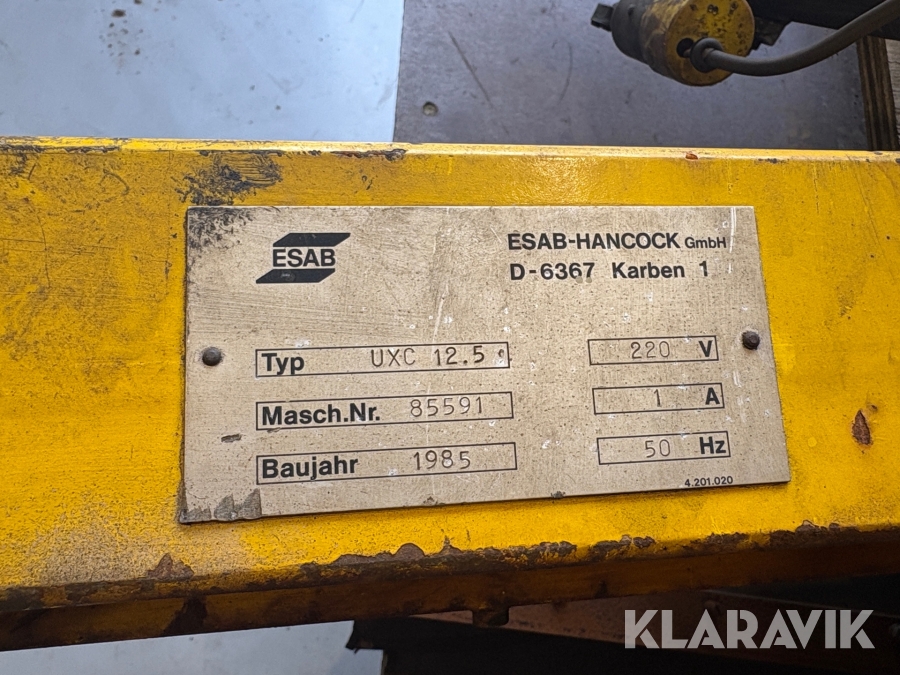 ESAB
ESAB-HANCOCK GmbH
D-6367 Karben 1
Typ UXC 12.5
220 V
Masch.Nr. 85591
1 A
Baujahr 1985
50 Hz
4.201.020
KLARAVIK